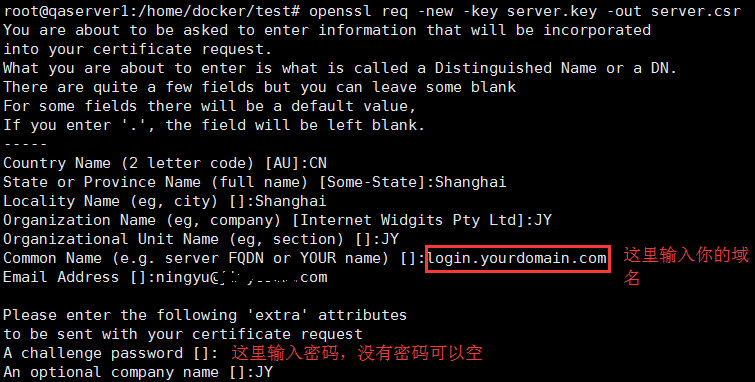 root@qaserver1:/home/docker/test# openssl req -new -key server.key -out server.csr
You are about to be asked to enter information that will be incorporated
into your certificate request.
What you are about to enter is what is called a Distinguished Name or a DN.
There are quite a few fields but you can leave some blank
For some fields there will be a default value,
If you enter '.', the field will be left blank.
-----
Country Name (2 letter code) [AU]:CN
State or Province Name (full name) [Some-State]:Shanghai
Locality Name (eg, city) []:Shanghai
Organization Name (eg, company) [Internet Widgits Pty Ltd]:JY
Organizational Unit Name (eg, section) []:JY
Common Name (e.g. server FQDN or YOUR name) []:login.yourdomain.com 这里输入你的域
名
Email Address []:
Please enter the following 'extra' attributes
to be sent with your certificate request
A challenge password []: 这里输入密码，没有密码可以空
An optional company name []:JY